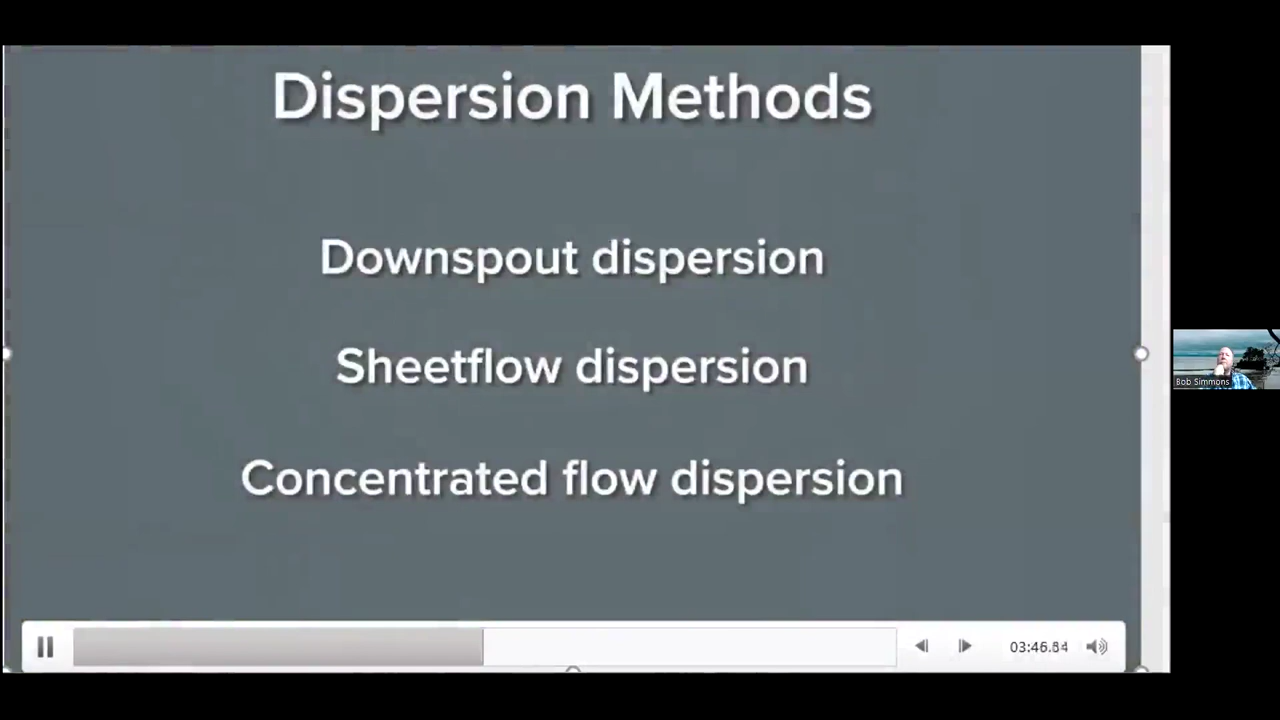 Dispersion Methods
Downspout dispersion
Sheetflow dispersion
Concentrated flow dispersion
03:46.84
Bob Simmons